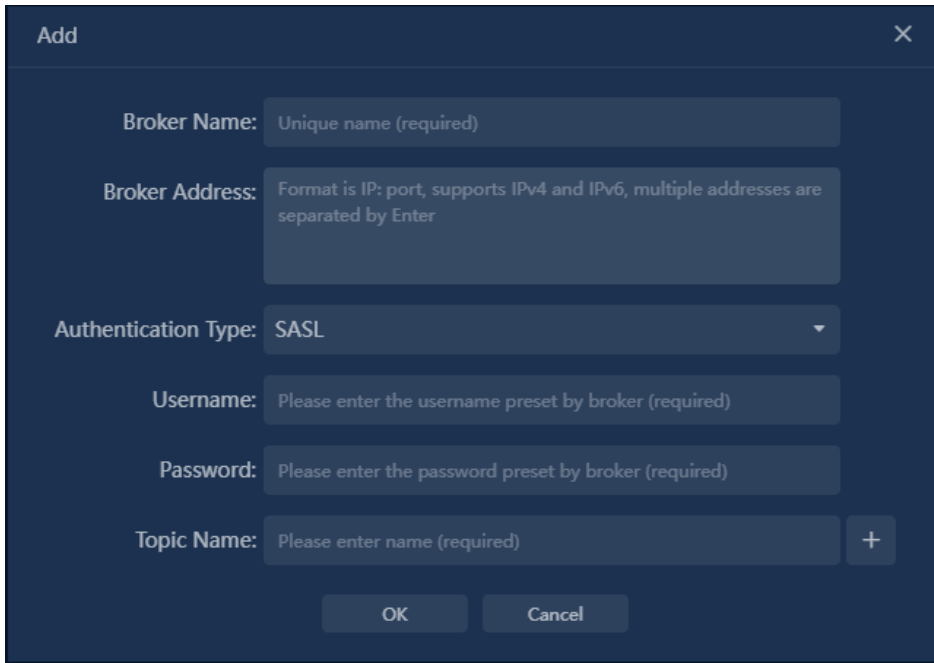 Add
Broker Name: Unique name (required)
Broker Address: Format is IP: port, supports IPv4 and IPv6, multiple addresses are
separated by Enter
Authentication Type: SASL
Username: Please enter the username preset by broker (required)
Password: Please enter the password preset by broker (required)
Topic Name: Please enter name (required)
OK Cancel